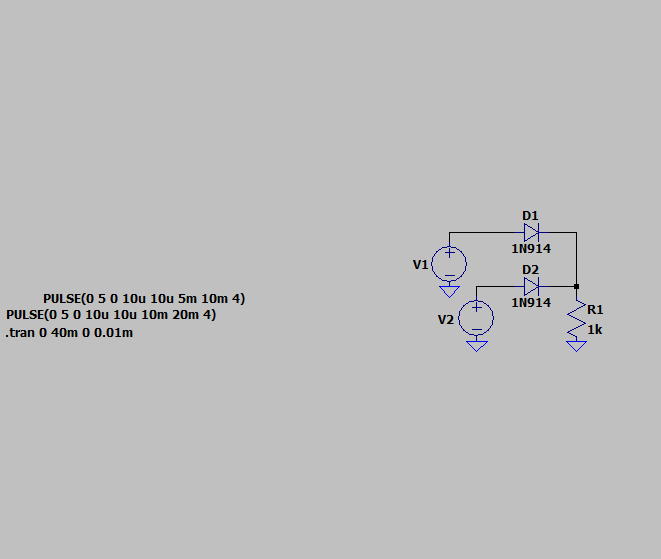 D1
1N914
V1
D2
1N914
V2
R1
1k
PULSE(0 5 0 10u 10u 5m 10m 4)
PULSE(0 5 0 10u 10u 10m 20m 4)
.tran 0 40m 0 0.01m